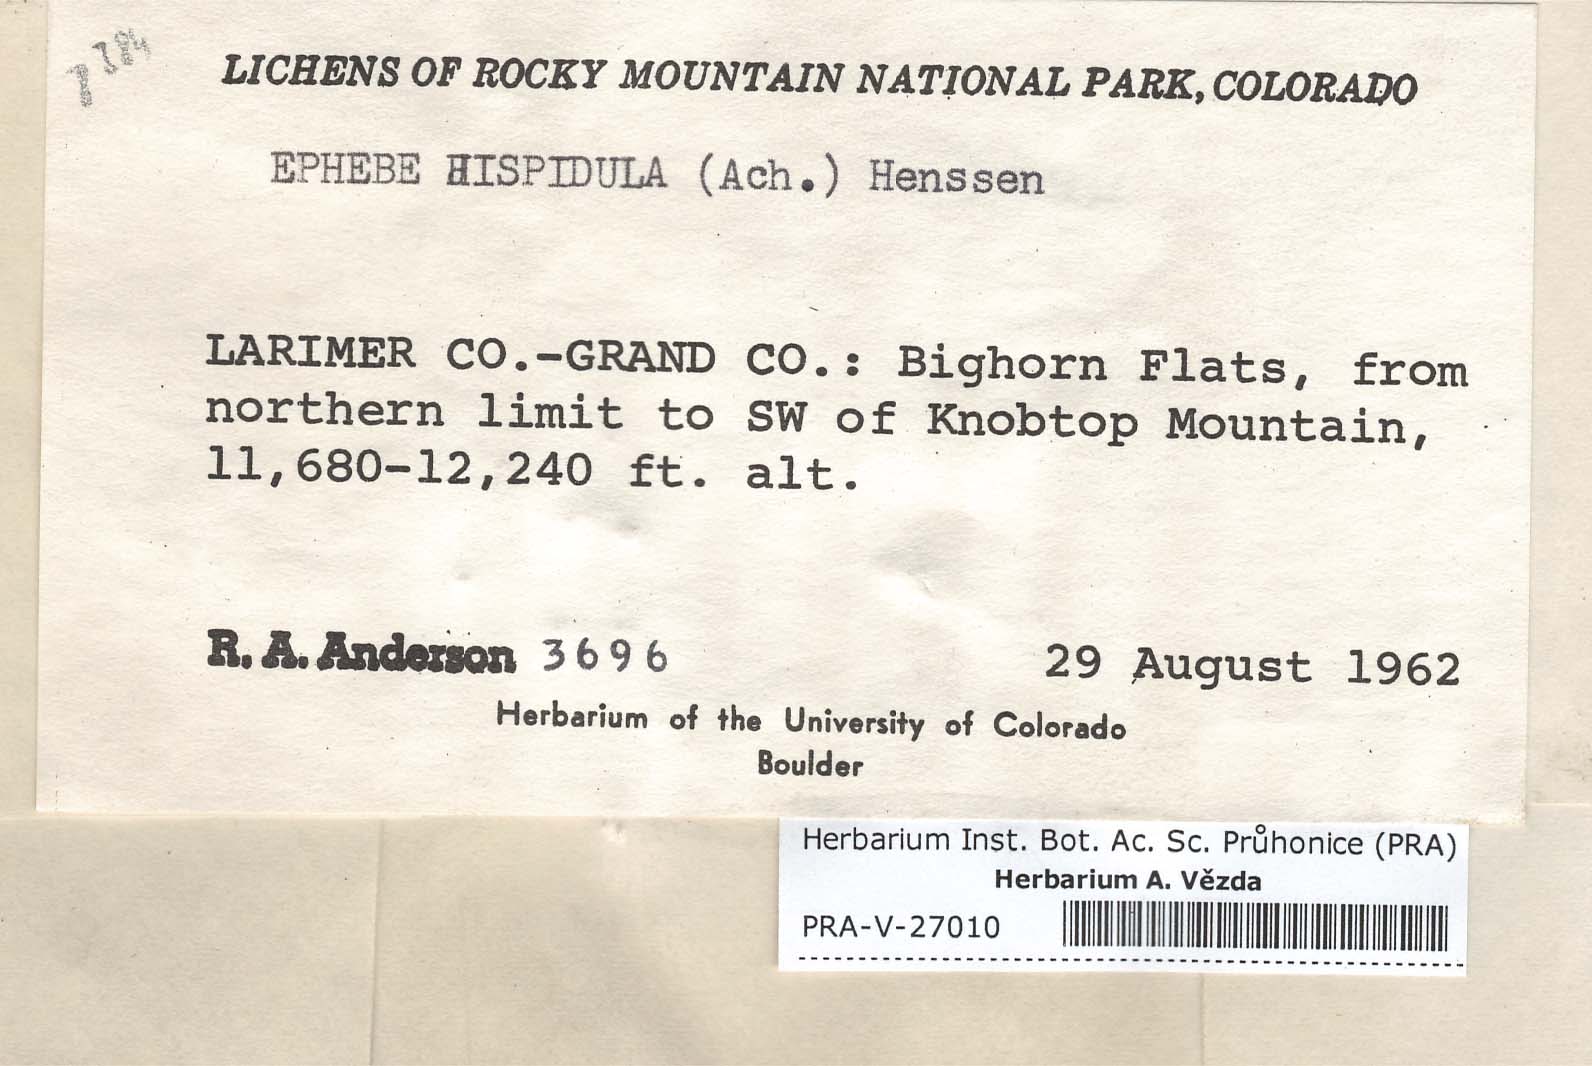 LICHENS OF ROCKY MOUNTAIN NATIONAL PARK, COLORADO
EPHEBE HISPIDULA (Ach.) Henssen
LARIMER CO.-GRAND CO.: Bighorn Flats, from
northern limit to SW of Knobtop Mountain,
11,680-12,240 ft. alt.
R. A. Anderson 3696 29 August 1962
Herbarium of the University of Colorado
Boulder
Herbarium Inst. Bot. Ac. Sc. Průhonice (PRA)
Herbarium A. Vězda
PRA-V-27010